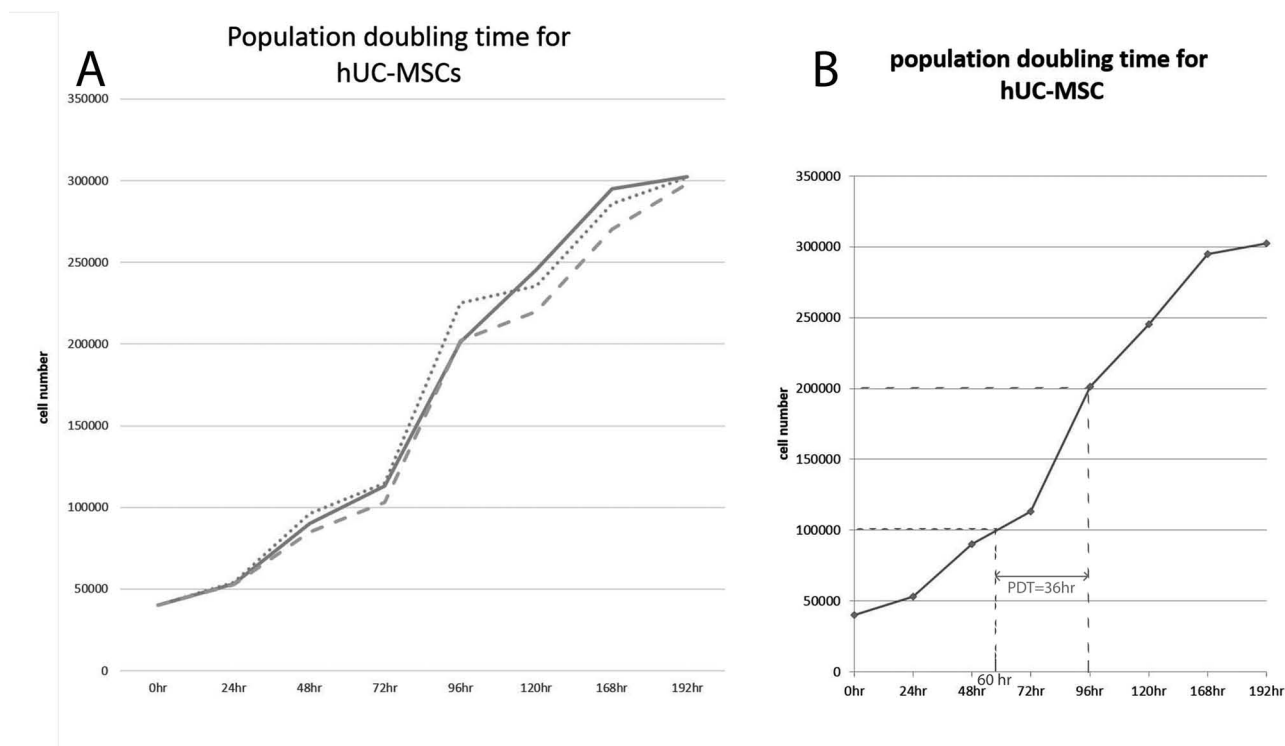 A
Population doubling time for
hUC-MSCs
350000
300000
250000
200000
150000
100000
50000
0
cell number
0hr
24hr
48hr
72hr
96hr
120hr
168hr
192hr
B
population doubling time for
hUC-MSC
350000
300000
250000
200000
150000
100000
50000
0
cell number
PDT=36hr
0hr
24hr
48hr
60 hr
72hr
96hr
120hr
168hr
192hr